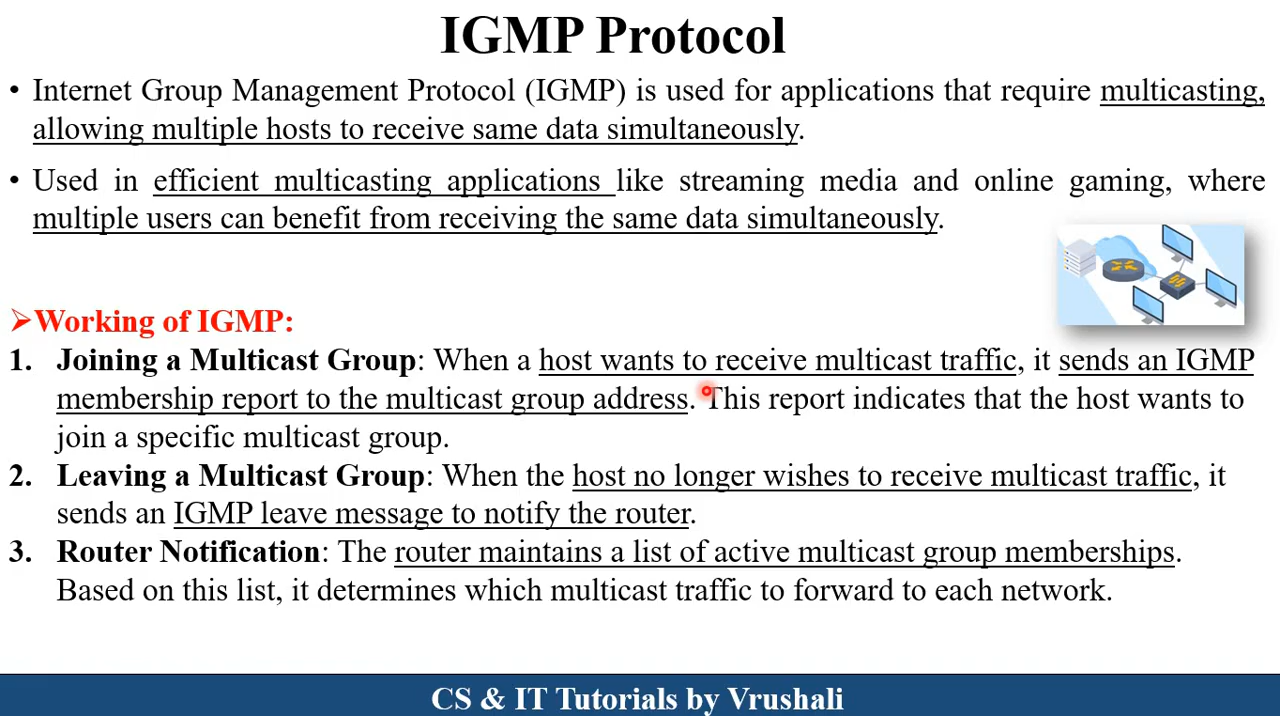 IGMP Protocol
• Internet Group Management Protocol (IGMP) is used for applications that require multicasting,
allowing multiple hosts to receive same data simultaneously.
• Used in efficient multicasting applications like streaming media and online gaming, where
multiple users can benefit from receiving the same data simultaneously.
➢Working of IGMP:
1. Joining a Multicast Group: When a host wants to receive multicast traffic, it sends an IGMP
membership report to the multicast group address. This report indicates that the host wants to
join a specific multicast group.
2. Leaving a Multicast Group: When the host no longer wishes to receive multicast traffic, it
sends an IGMP leave message to notify the router.
3. Router Notification: The router maintains a list of active multicast group memberships.
Based on this list, it determines which multicast traffic to forward to each network.
CS & IT Tutorials by Vrushali